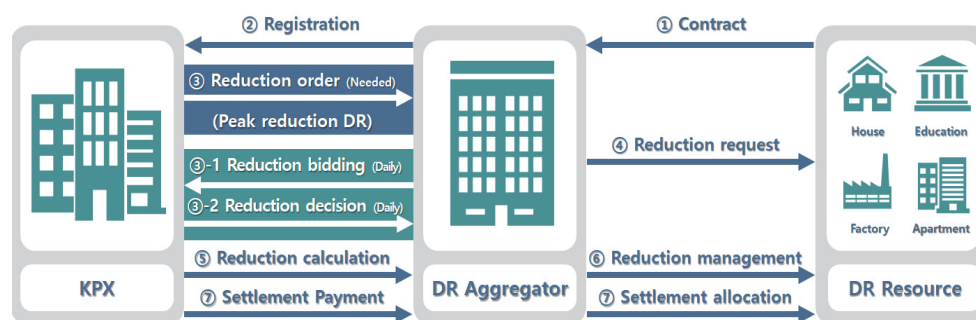 ② Registration
① Contract
③ Reduction order (Needed)
(Peak reduction DR)
House
Education
③-1 Reduction bidding (Daily)
④ Reduction request
③-2 Reduction decision (Daily)
Factory
Apartment
⑤ Reduction calculation
⑥ Reduction management
KPX
DR Aggregator
DR Resource
⑦ Settlement Payment
⑦ Settlement allocation